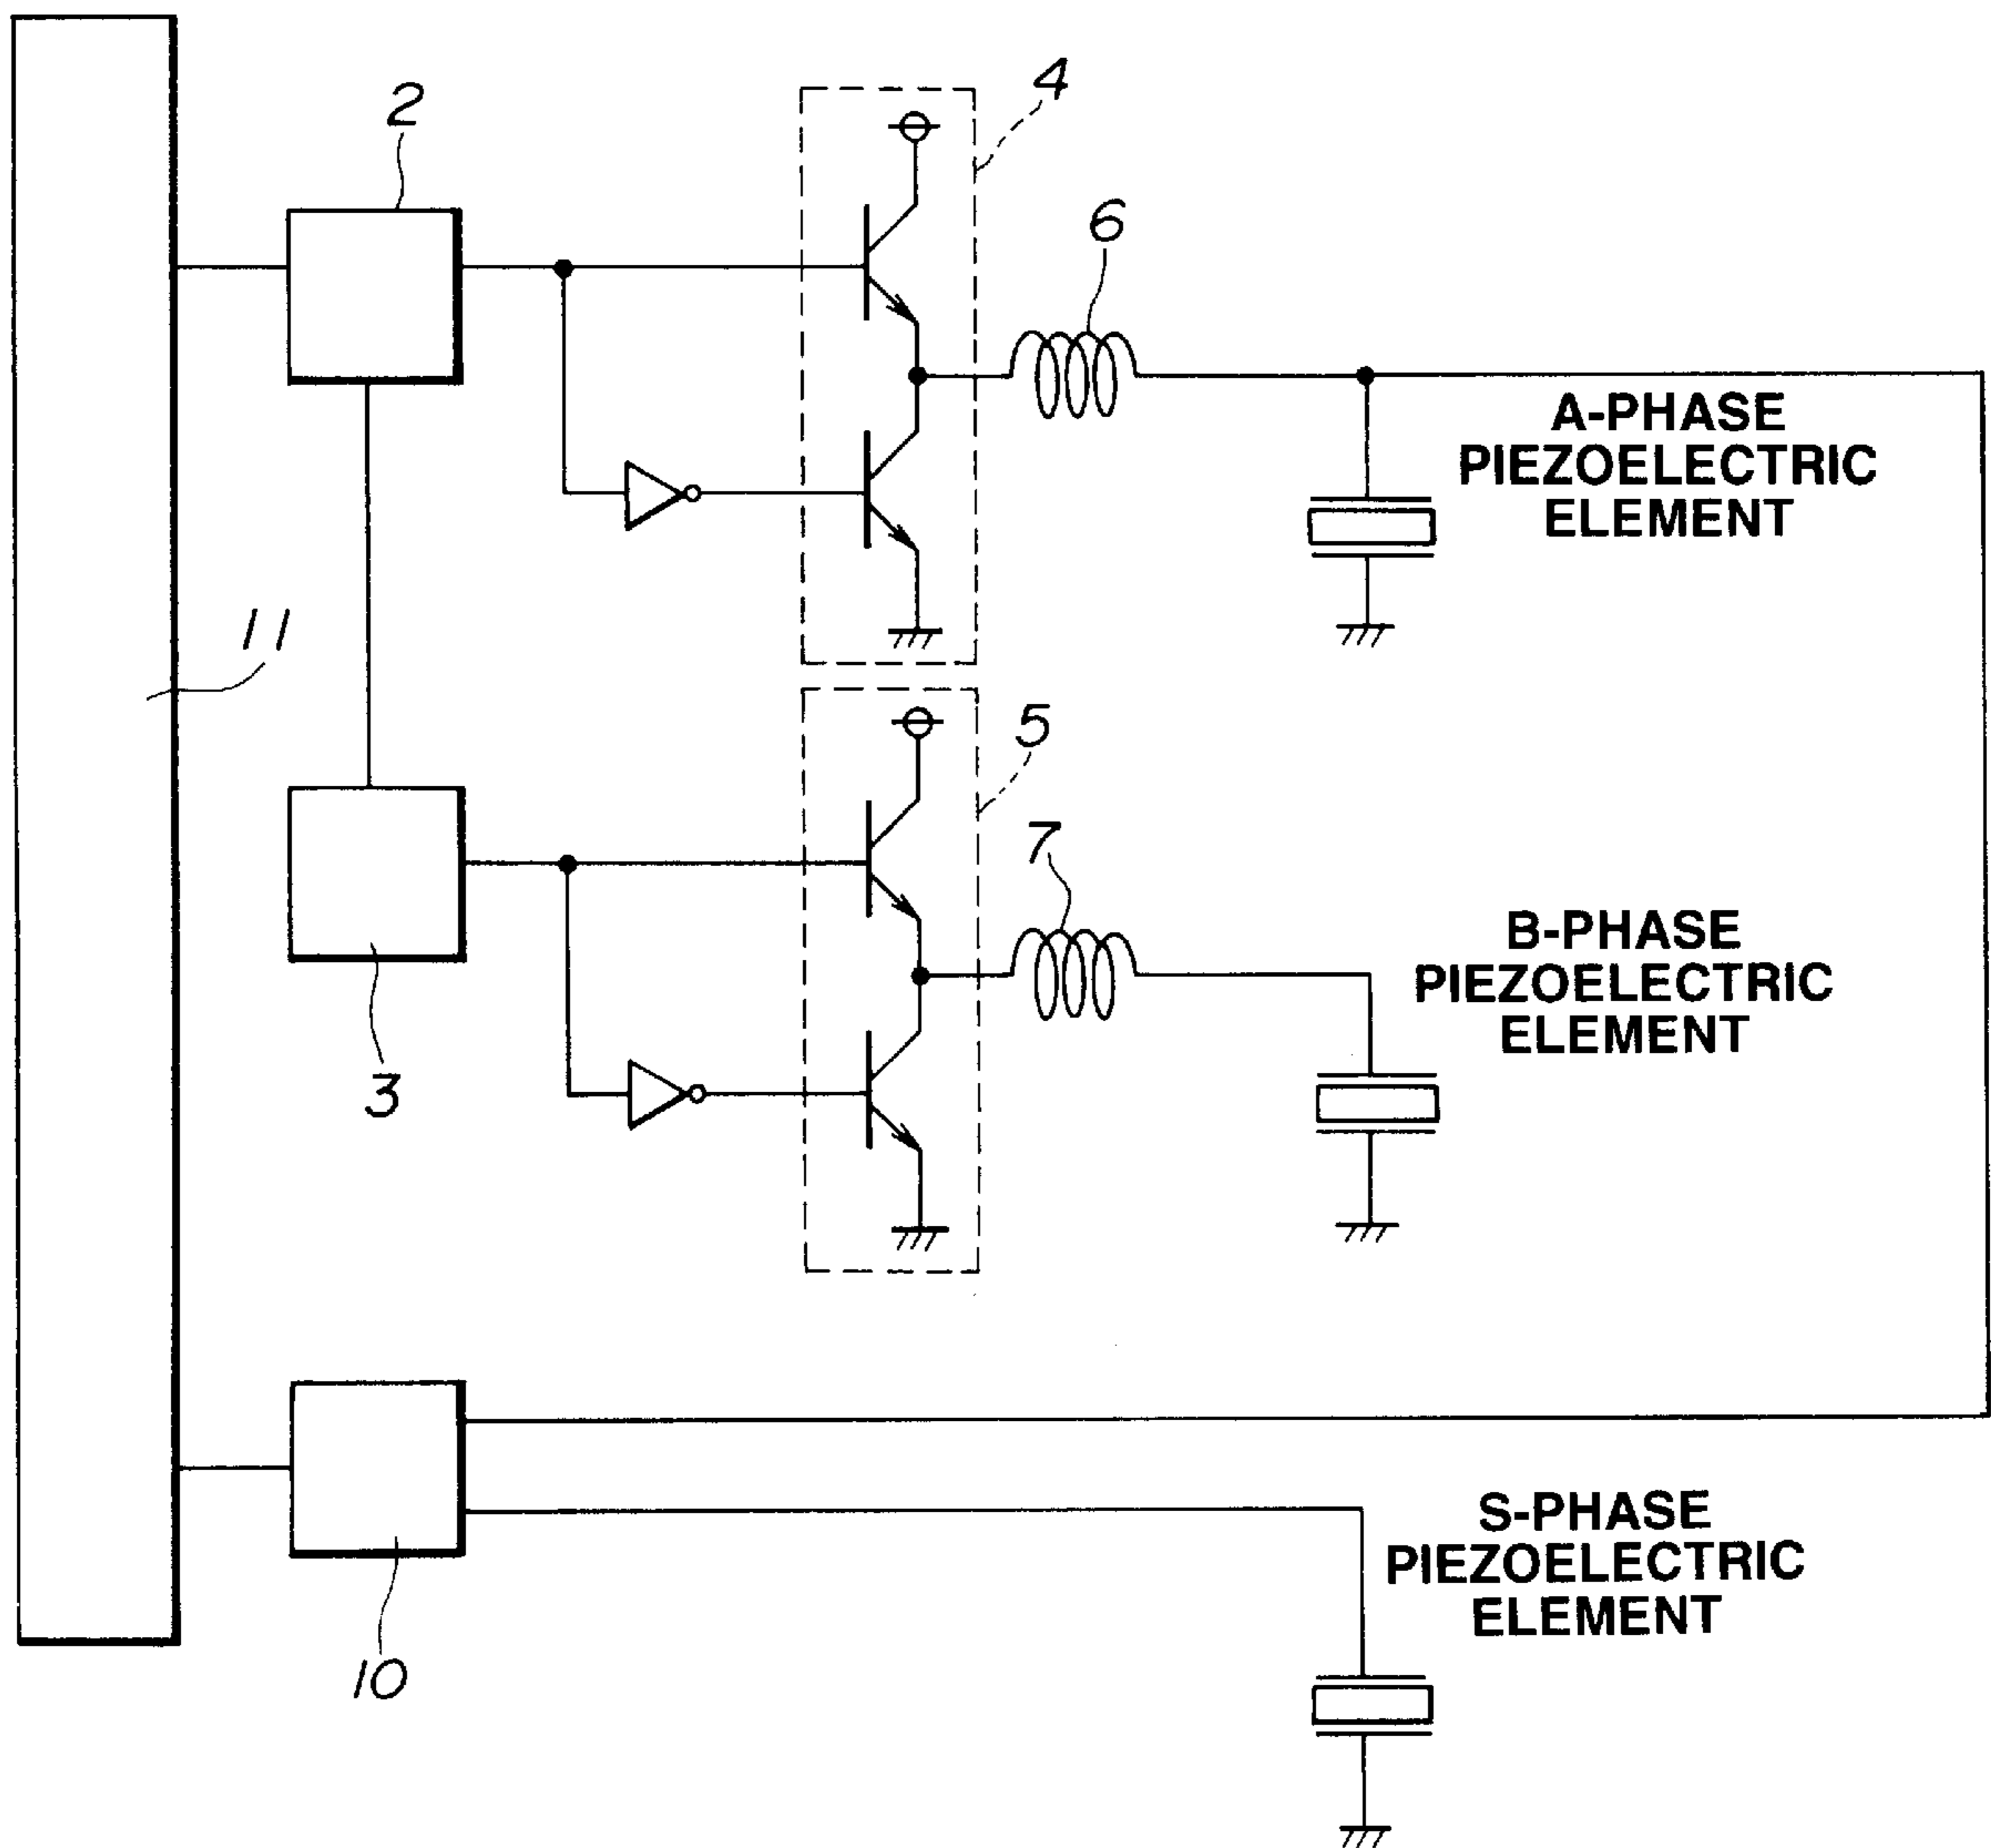 2
4
6
A-PHASE
PIEZOELECTRIC
ELEMENT
11
5
7
B-PHASE
PIEZOELECTRIC
ELEMENT
3
S-PHASE
PIEZOELECTRIC
ELEMENT
10